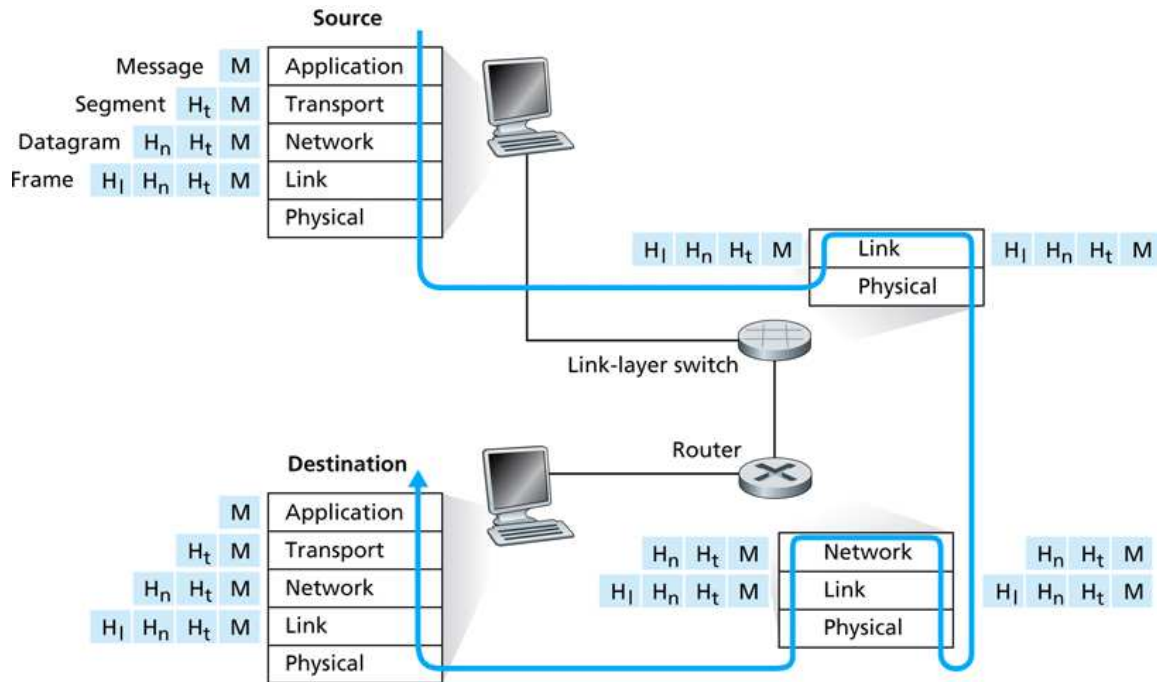 Source
Message M Application
Segment Ht M Transport
Datagram Hn Ht M Network
Frame Hl Hn Ht M Link
Physical
Hl Hn Ht M Link Hl Hn Ht M
Physical
Link-layer switch
Router
Destination
M Application
Ht M Transport
Hn Ht M Network
Hl Hn Ht M Link
Physical
Hn Ht M Network Hn Ht M
Hl Hn Ht M Link Hl Hn Ht M
Physical